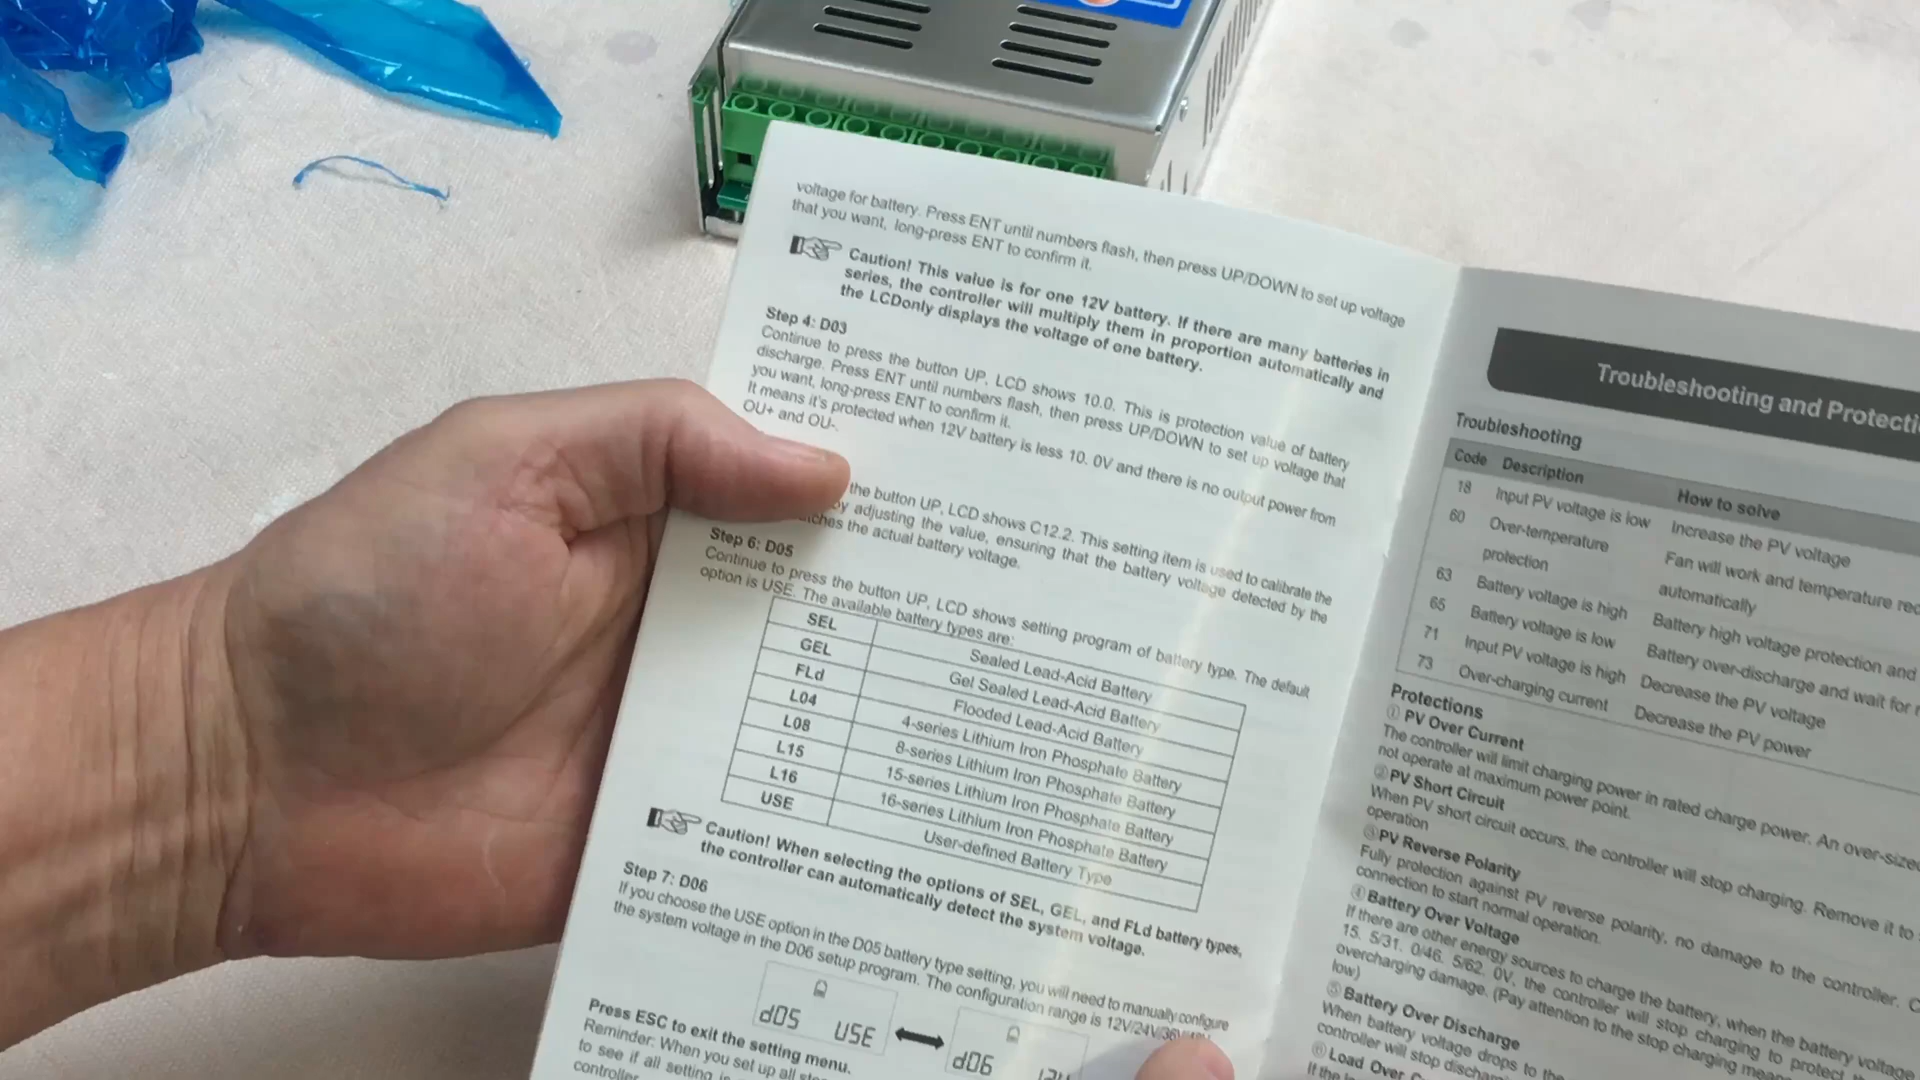 voltage for battery. Press ENT until numbers flash, then press UP/DOWN to set up voltage
that you want, long-press ENT to confirm it.
Caution! This value is for one 12V battery. If there are many batteries in
series, the controller will multiply them in proportion automatically and
the LCDonly displays the voltage of one battery.
Step 4: D03
Continue to press the button UP, LCD shows 10.0. This is protection value of battery
discharge. Press ENT until numbers flash, then press UP/DOWN to set up voltage that
you want, long-press ENT to confirm it.
It means it's protected when 12V battery is less 10. 0V and there is no output power from
OU+ and OU-.
the button UP, LCD shows C12.2. This setting item is used to calibrate the
by adjusting the value, ensuring that the battery voltage detected by the
the actual battery voltage.
Step 6: D05
Continue to press the button UP, LCD shows setting program of battery type. The default
option is USE. The available battery types are:
SEL Sealed Lead-Acid Battery
GEL Gel Sealed Lead-Acid Battery
FLd Flooded Lead-Acid Battery
L04 4-series Lithium Iron Phosphate Battery
L08 8-series Lithium Iron Phosphate Battery
L15 15-series Lithium Iron Phosphate Battery
L16 16-series Lithium Iron Phosphate Battery
USE User-defined Battery Type
Caution! When selecting the options of SEL, GEL, and FLd battery types,
the controller can automatically detect the system voltage.
Step 7: D06
If you choose the USE option in the D05 battery type setting, you will need to manually configure
the system voltage in the D06 setup program. The configuration range is 12V/24V/36V/48V
d05 USE d06
Press ESC to exit the setting menu.
Reminder: When you set up all
to see if all setting
controller
Troubleshooting and
Troubleshooting
Code Description How to solve
18 Input PV voltage is low Increase the PV voltage
60 Over-temperature protection Fan will work and temperature
automatically
63 Battery voltage is high Battery high voltage protection and
65 Battery voltage is low Battery over-discharge and wait for
71 Input PV voltage is high Decrease the PV voltage
73 Over-charging current Decrease the PV power
Protections
① PV Over Current
The controller will limit charging power in rated charge power. An
not operate at maximum power point.
② PV Short Circuit
When PV short circuit occurs, the controller will stop charging. Remove it to
operation
③ PV Reverse Polarity
Fully protection against PV reverse polarity, no damage to the controller.
connection to start normal operation.
④ Battery Over Voltage
If there are other energy sources to charge the battery, when the battery voltage
15. 5/31. 0/46. 5/62. 0V, the controller will stop charging to protect
overcharging damage. (Pay attention to the stop charging
low)
⑤ Battery Over Discharge
When battery voltage drops to the
controller will stop
⑥ Load Over
If the